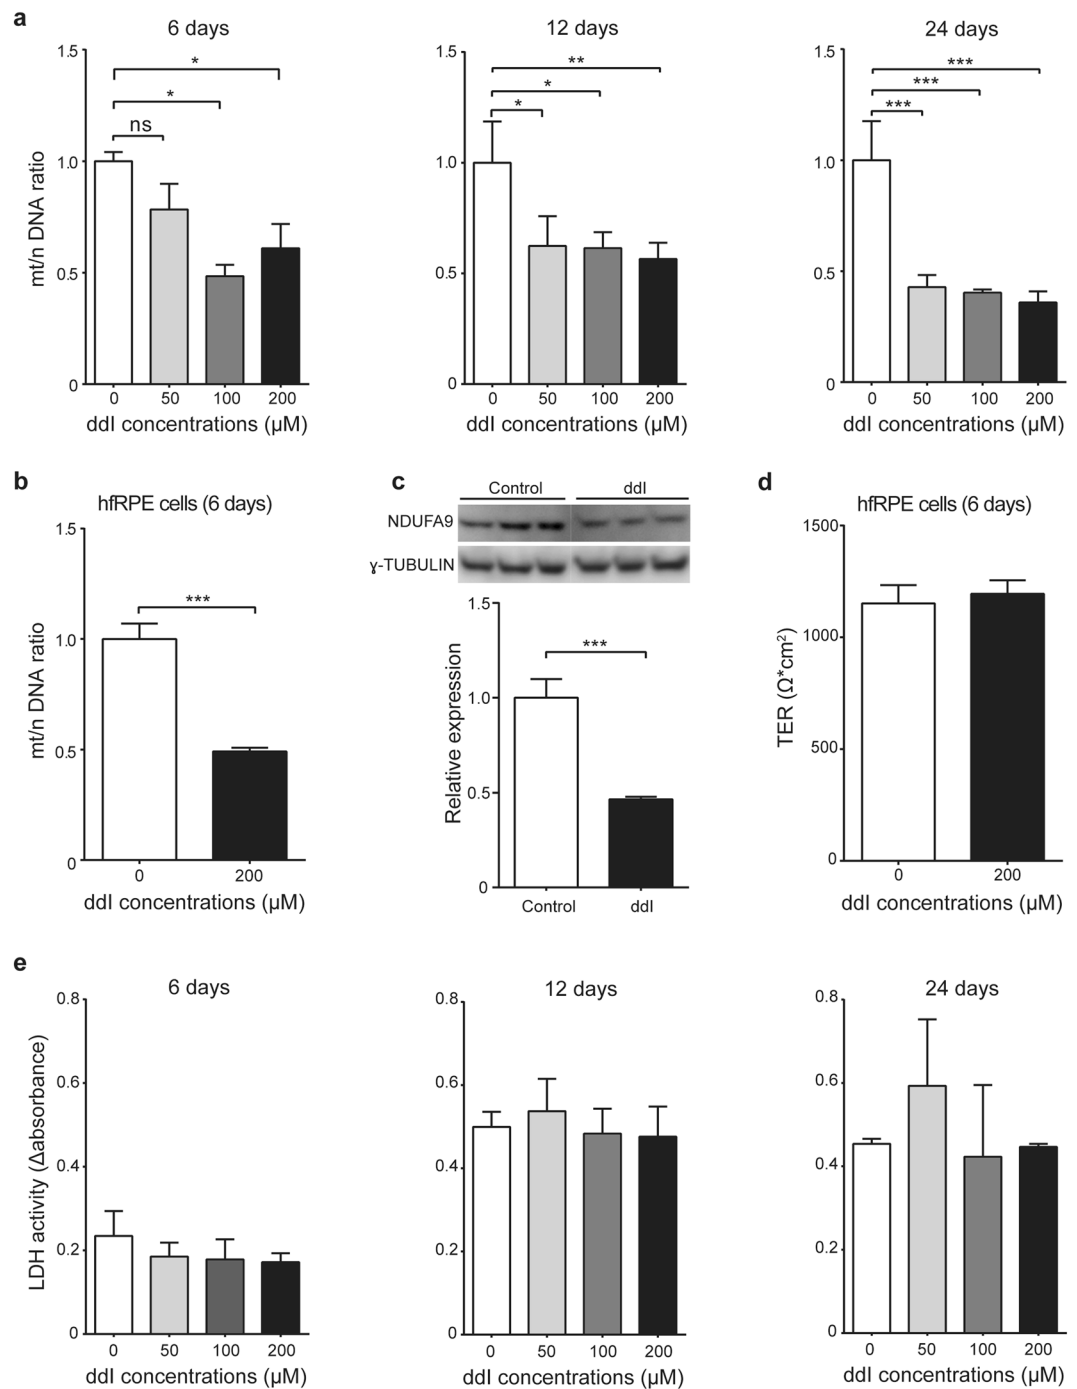 a
6 days
12 days
24 days
mt/n DNA ratio
1.5
1.0
0.5
0
*
*
ns
0 50 100 200
ddI concentrations (µM)
1.5
1.0
0.5
0
**
*
*
0 50 100 200
ddI concentrations (µM)
1.5
1.0
0.5
0
***
***
***
0 50 100 200
ddI concentrations (µM)
b
hfRPE cells (6 days)
mt/n DNA ratio
1.5
1.0
0.5
0
***
0 200
ddI concentrations (µM)
c
Control ddI
NDUFA9
ɣ-TUBULIN
Relative expression
1.5
1.0
0.5
0
***
Control ddI
d
hfRPE cells (6 days)
TER (Ω*cm²)
1500
1000
500
0
0 200
ddI concentrations (µM)
e
6 days
12 days
24 days
LDH activity (Δabsorbance)
0.8
0.6
0.4
0.2
0
0 50 100 200
ddI concentrations (µM)
0.8
0.6
0.4
0.2
0
0 50 100 200
ddI concentrations (µM)
0.8
0.6
0.4
0.2
0
0 50 100 200
ddI concentrations (µM)